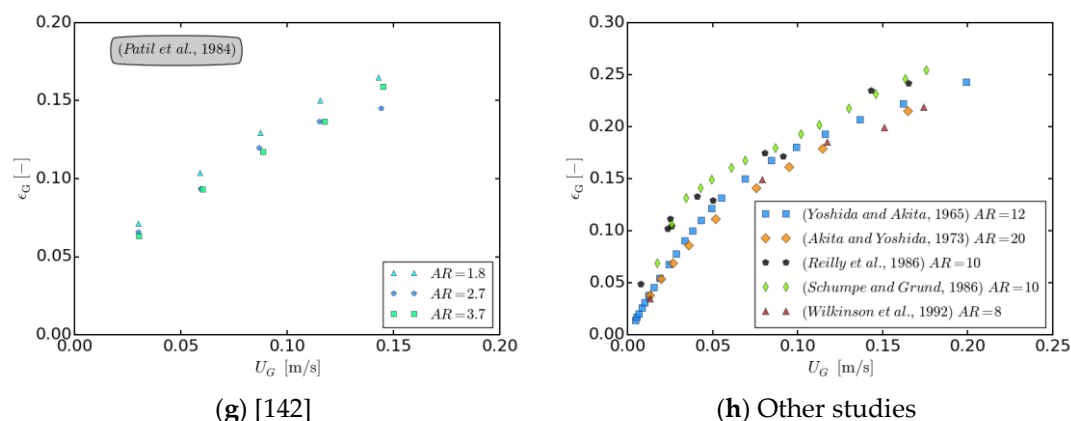 (Patil et al., 1984)
0.20
0.15
0.10
0.05
0.00
ϵG [−]
0.00 0.05 0.10 0.15 0.20
UG [m/s]
AR=1.8
AR=2.7
AR=3.7
(g) [142]
0.30
0.25
0.20
0.15
0.10
0.05
0.00
ϵG [−]
0.00 0.05 0.10 0.15 0.20 0.25
UG [m/s]
(Yoshida and Akita, 1965) AR=12
(Akita and Yoshida, 1973) AR=20
(Reilly et al., 1986) AR=10
(Schumpe and Grund, 1986) AR=10
(Wilkinson et al., 1992) AR=8
(h) Other studies